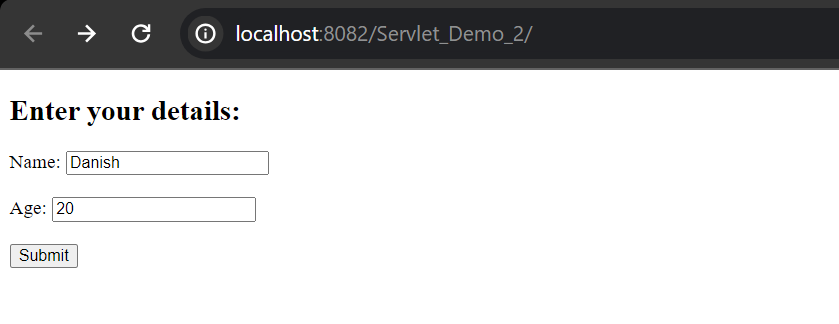 localhost:8082/Servlet_Demo_2/
Enter your details:
Name: Danish
Age: 20
Submit